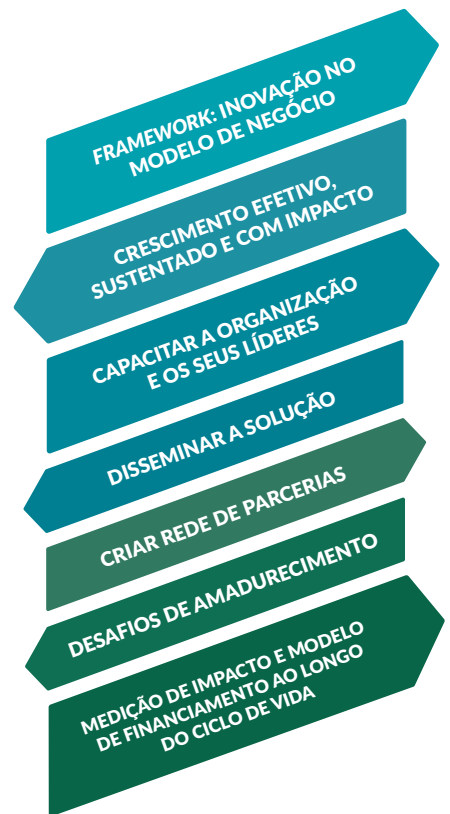 FRAMEWORK: INOVAÇÃO NO
MODELO DE NEGÓCIO
CRESCIMENTO EFETIVO,
SUSTENTADO E COM IMPACTO
CAPACITAR A ORGANIZAÇÃO
E OS SEUS LÍDERES
DISSEMINAR A SOLUÇÃO
CRIAR REDE DE PARCERIAS
DESAFIOS DE AMADURECIMENTO
MEDIÇÃO DE IMPACTO E MODELO
DE FINANCIAMENTO AO LONGO
DO CICLO DE VIDA